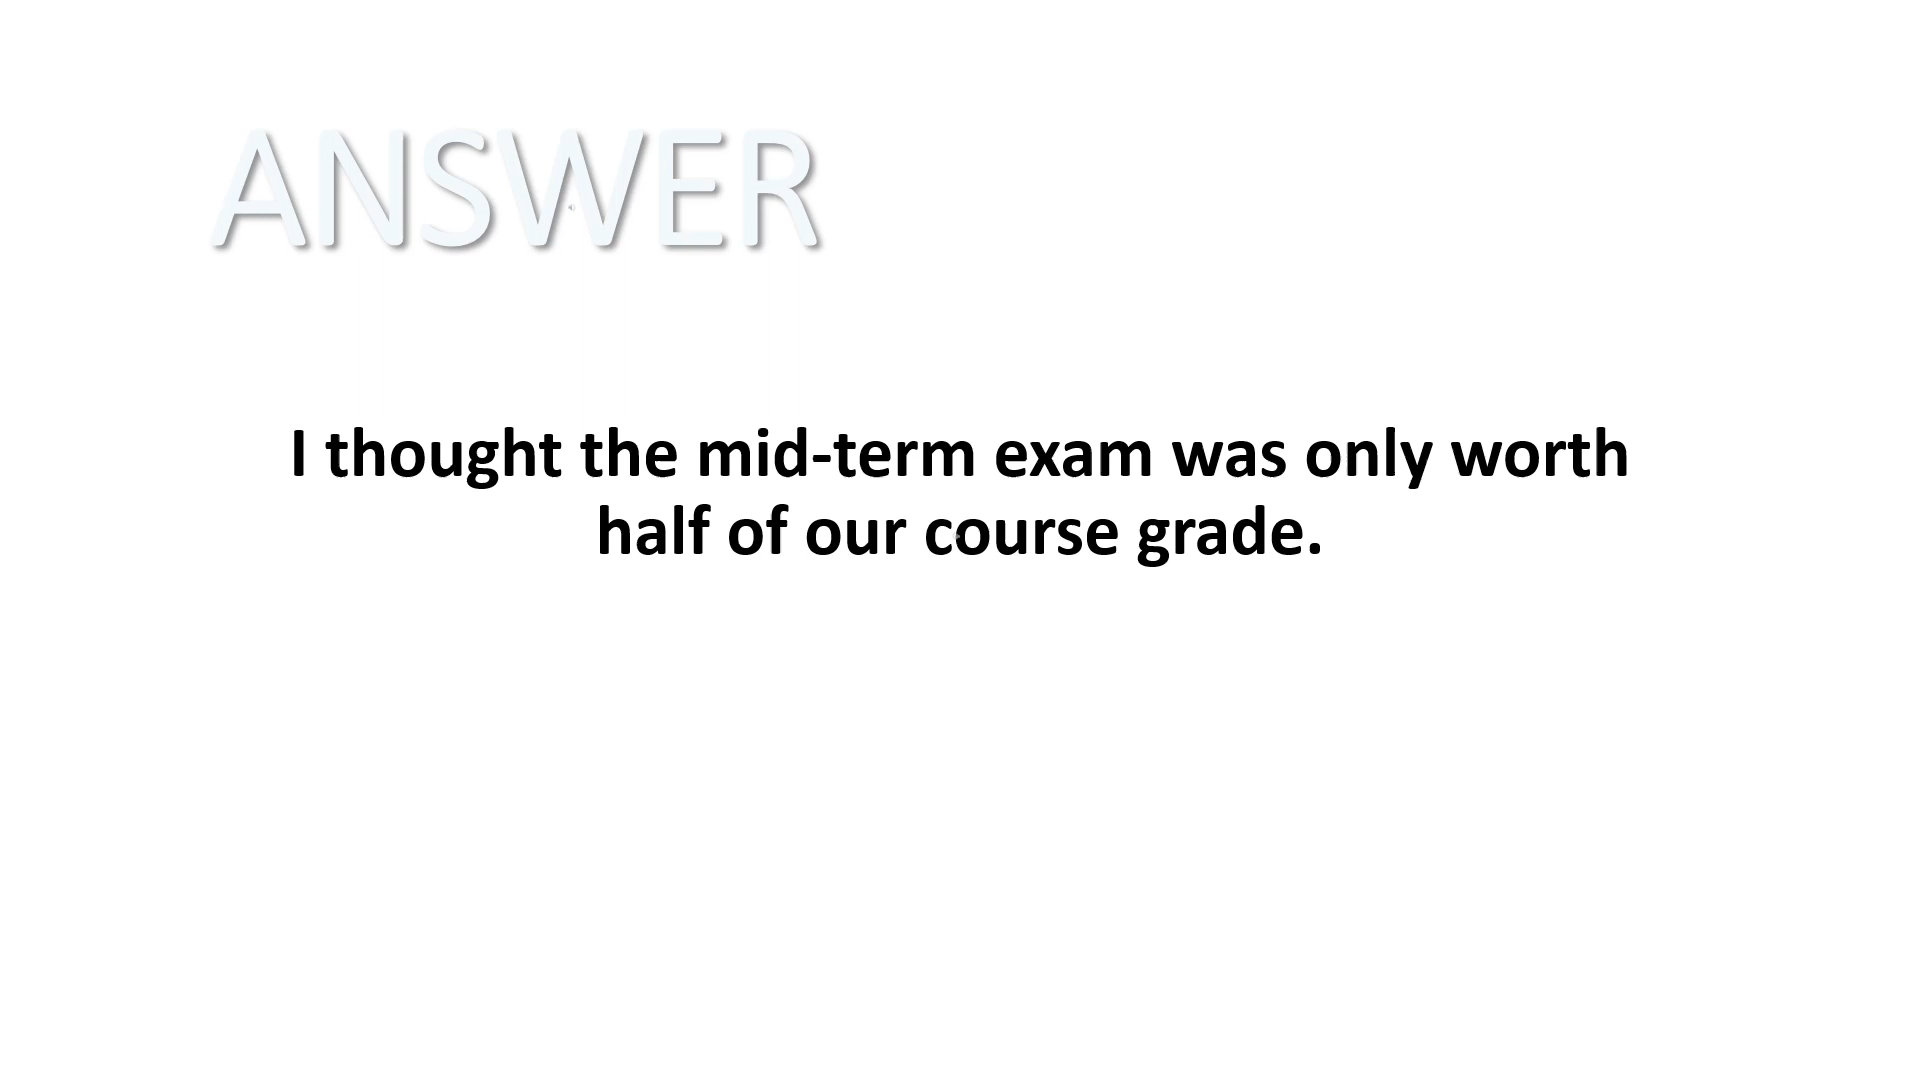 ANSWER
I thought the mid-term exam was only worth
half of our course grade.